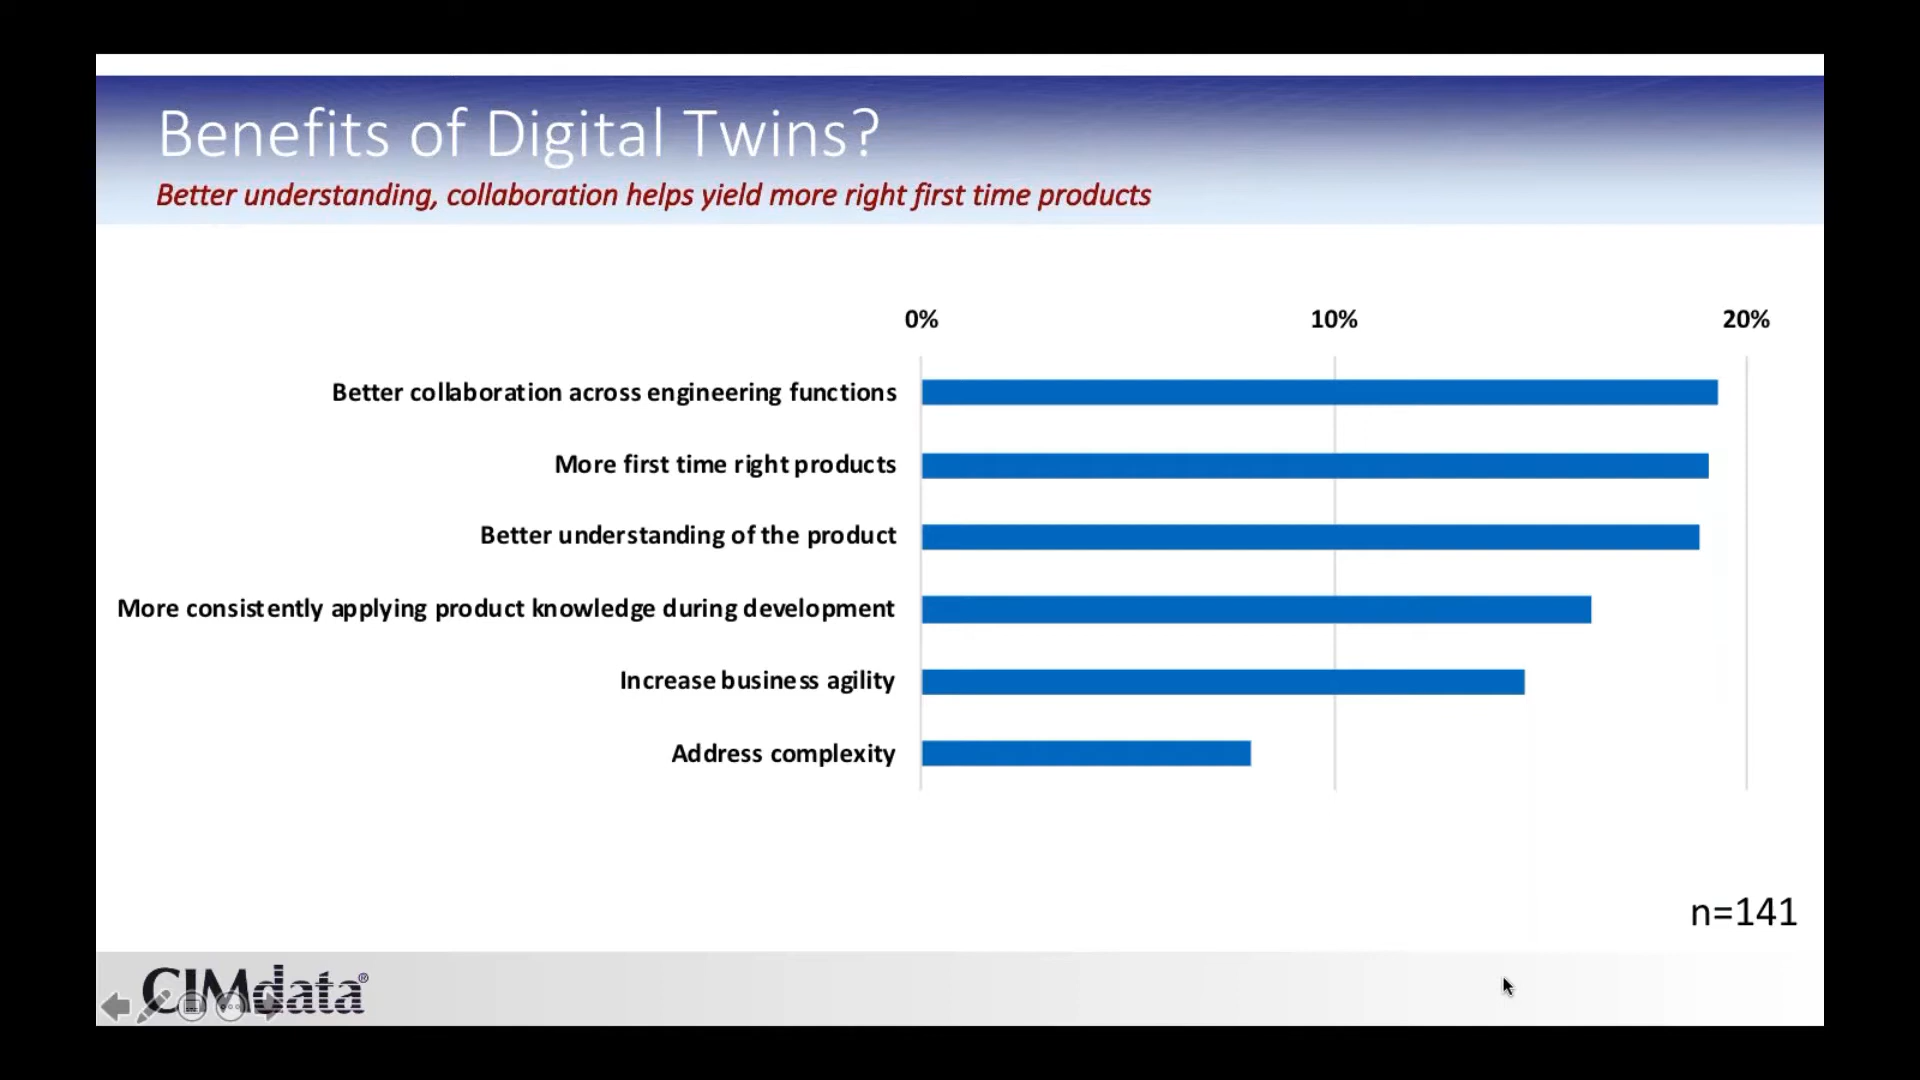 Benefits of Digital Twins?
Better understanding, collaboration helps yield more right first time products
0% 10% 20%
Better collaboration across engineering functions
More first time right products
Better understanding of the product
More consistently applying product knowledge during development
Increase business agility
Address complexity
n=141
CIMdata®